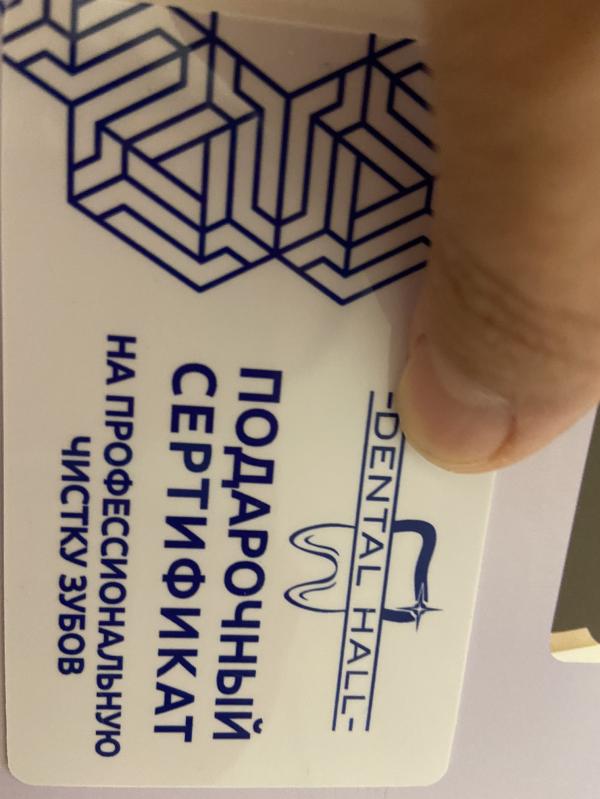 -DENTAL HALL-
ПОДАРОЧНЫЙ
СЕРТИФИКАТ
НА ПРОФЕССИОНАЛЬНУЮ
ЧИСТКУ ЗУБОВ